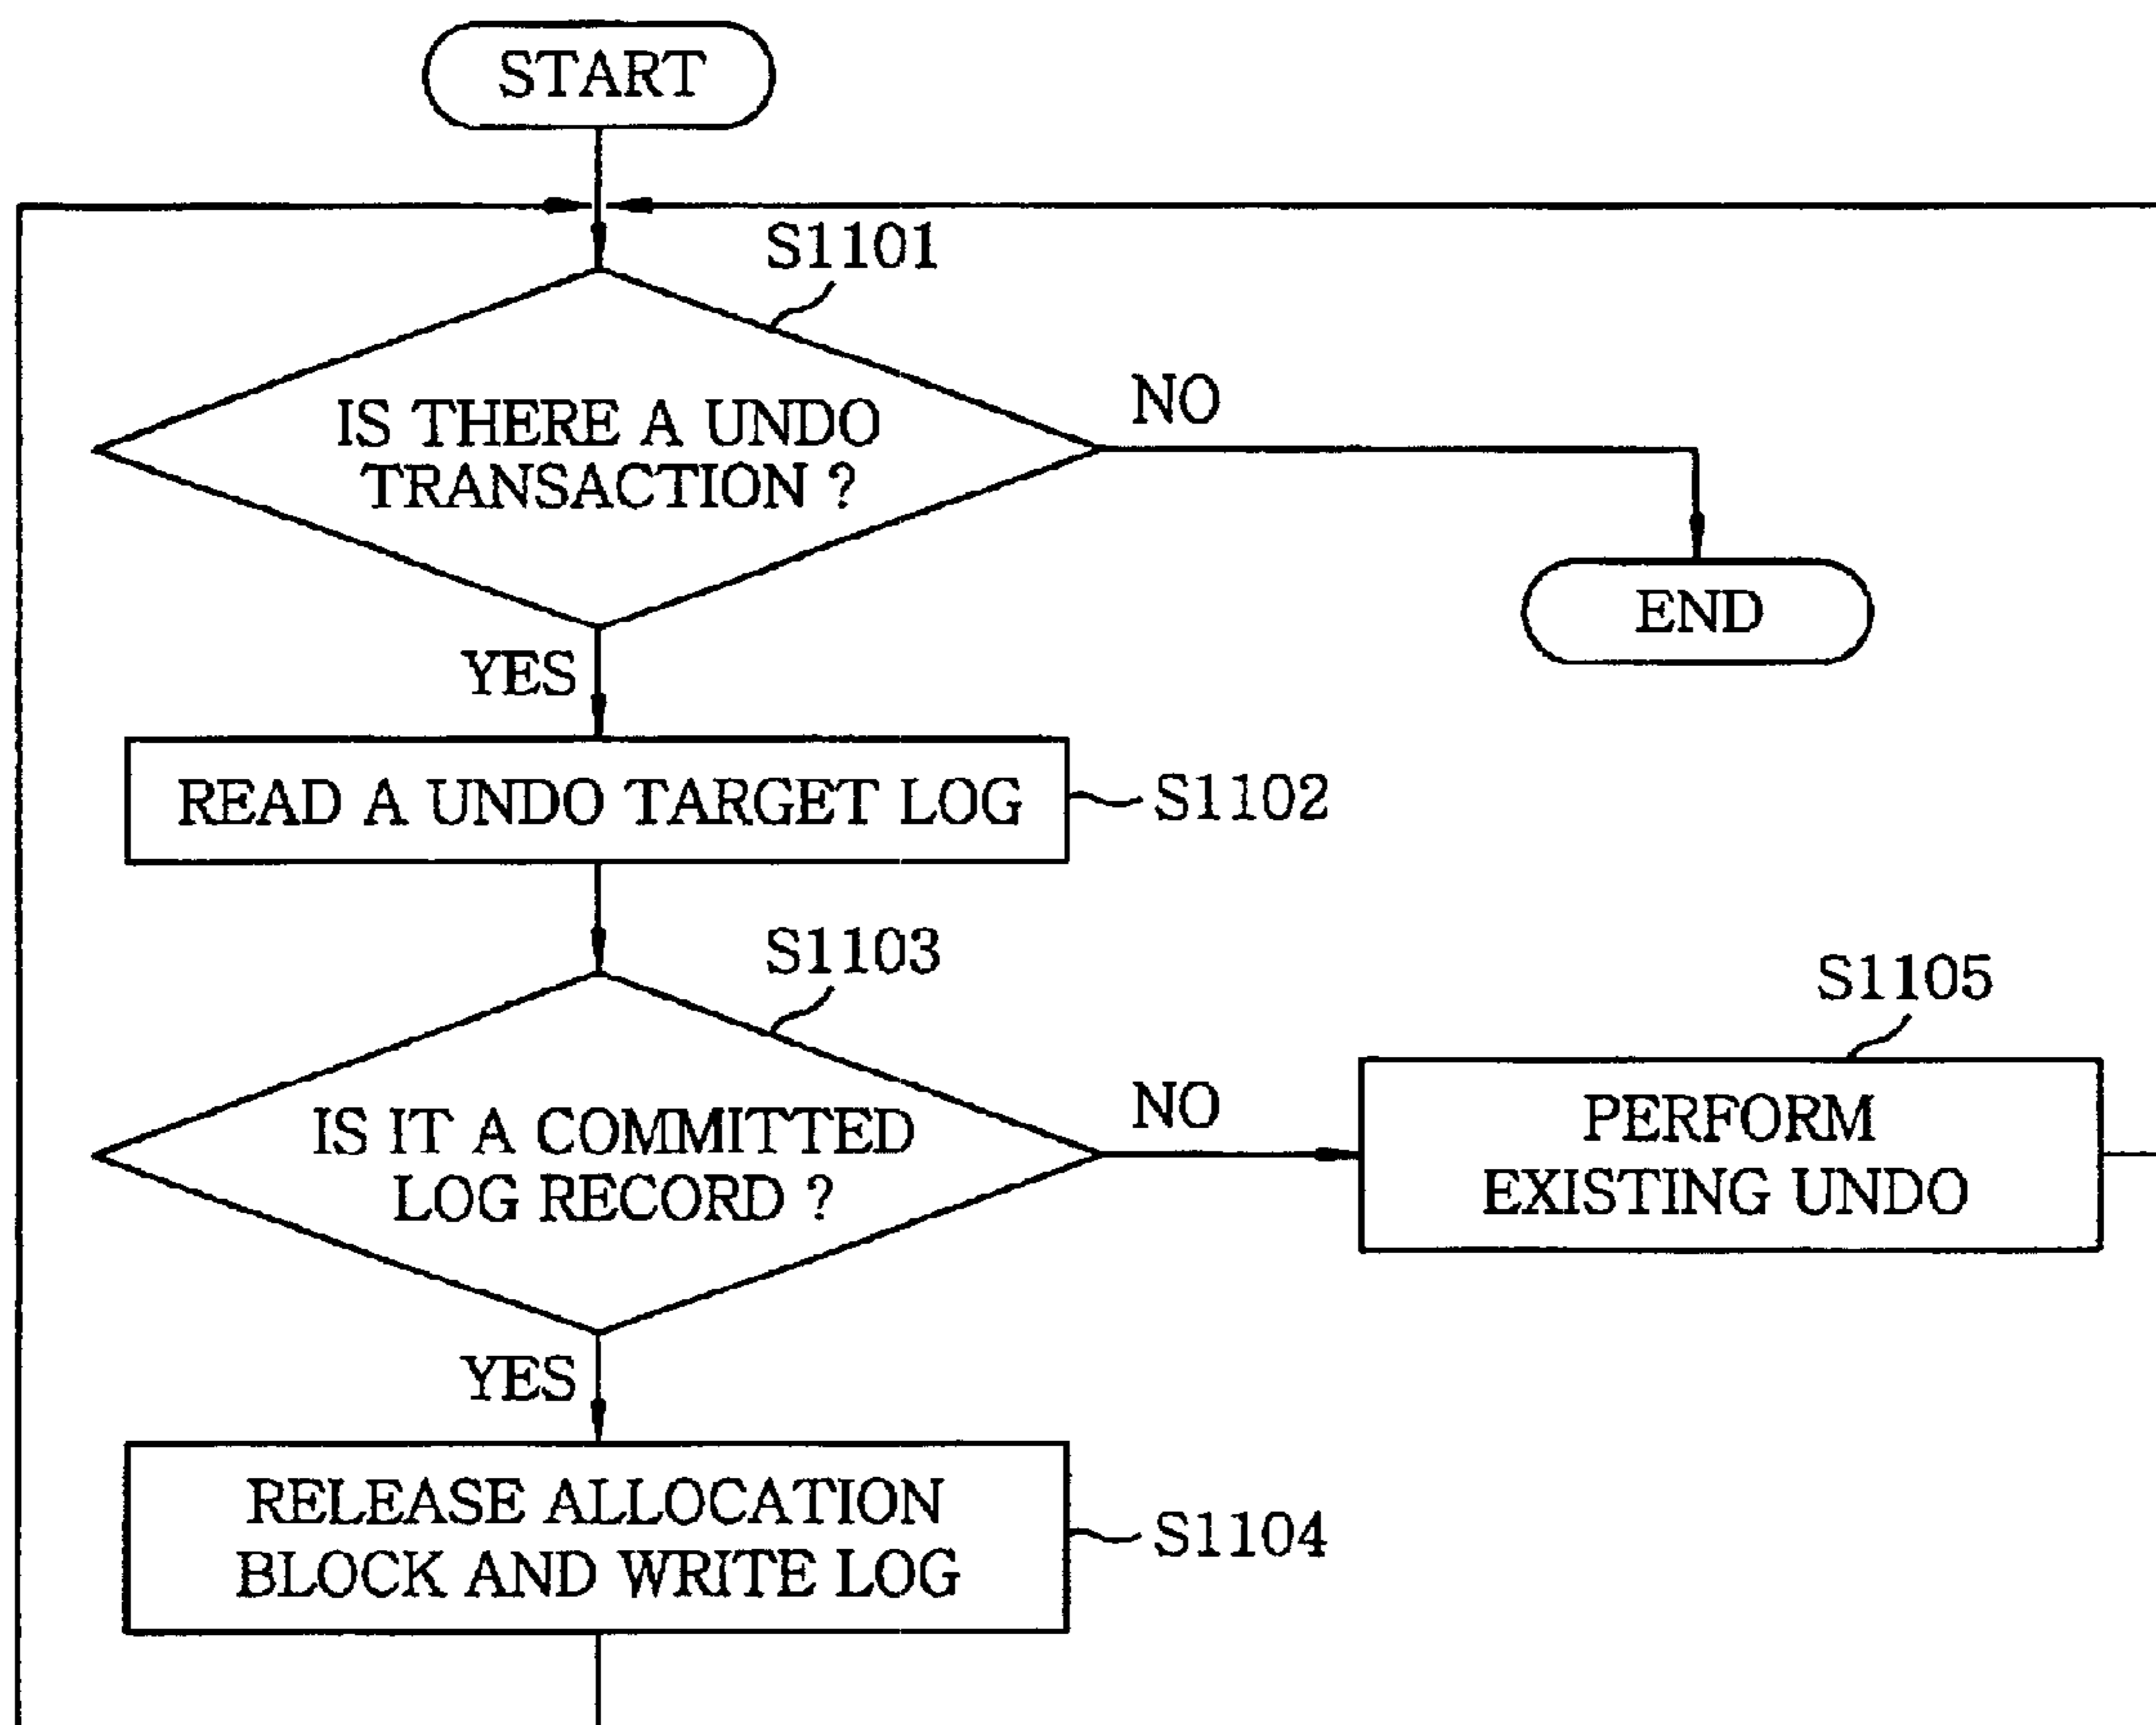 START
S1101
IS THERE A UNDO
TRANSACTION ?
NO
END
YES
READ A UNDO TARGET LOG
S1102
S1103
IS IT A COMMITTED
LOG RECORD ?
NO
S1105
PERFORM
EXISTING UNDO
YES
RELEASE ALLOCATION
BLOCK AND WRITE LOG
S1104